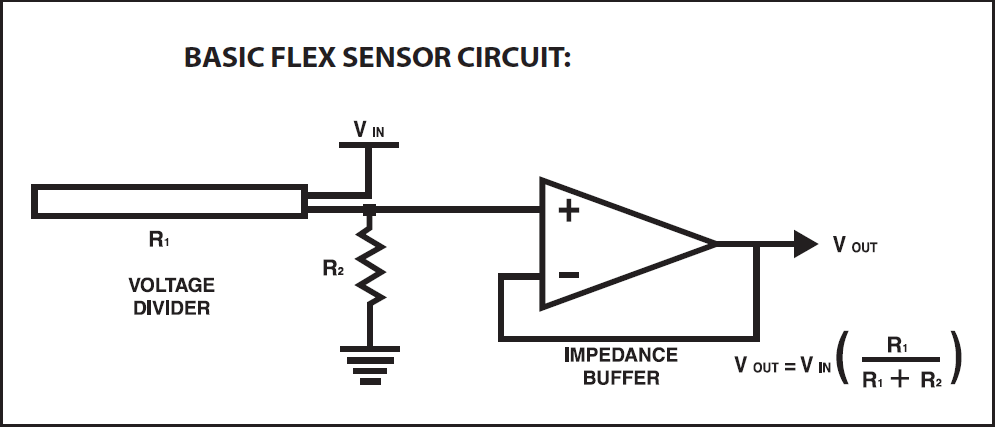 BASIC FLEX SENSOR CIRCUIT:
V IN
+
R1
R2
−
V OUT
VOLTAGE
DIVIDER
IMPEDANCE
BUFFER
V OUT = V IN ( R1 / R1 + R2 )